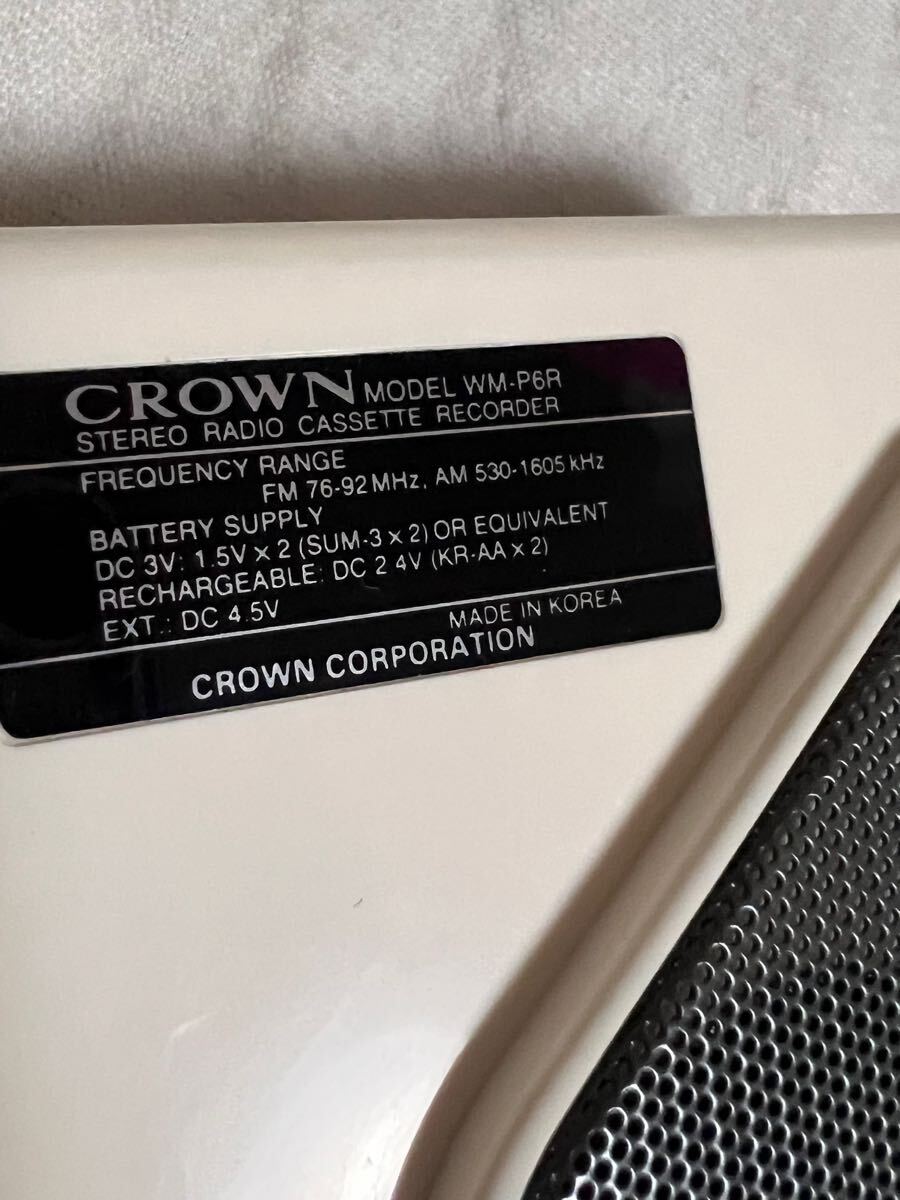 CROWN MODEL WM-P6R
STEREO RADIO CASSETTE RECORDER
FREQUENCY RANGE
FM 76-92 MHz, AM 530-1605 kHz
BATTERY SUPPLY
DC 3V: 1.5V × 2 (SUM-3 × 2) OR EQUIVALENT
RECHARGEABLE: DC 2.4V (KR-AA × 2)
EXT.: DC 4.5V
MADE IN KOREA
CROWN CORPORATION